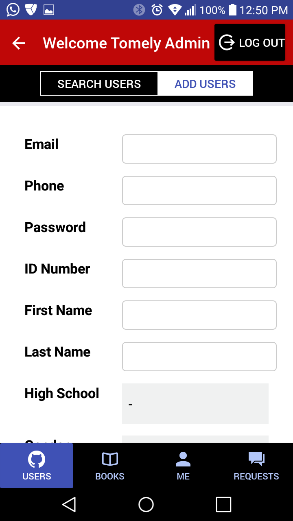 100% 12:50 PM
Welcome Tomely Admin LOG OUT
SEARCH USERS ADD USERS
Email
Phone
Password
ID Number
First Name
Last Name
High School
-
USERS BOOKS ME REQUESTS